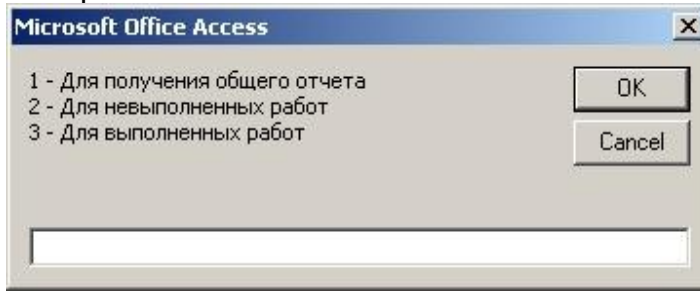 Microsoft Office Access
1 - Для получения общего отчета
2 - Для невыполненных работ
3 - Для выполненных работ
OK
Cancel